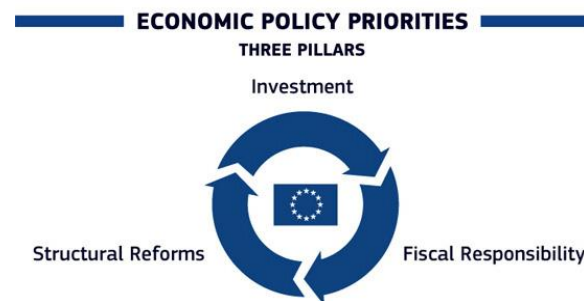 ECONOMIC POLICY PRIORITIES
THREE PILLARS
Investment
Structural Reforms
Fiscal Responsibility